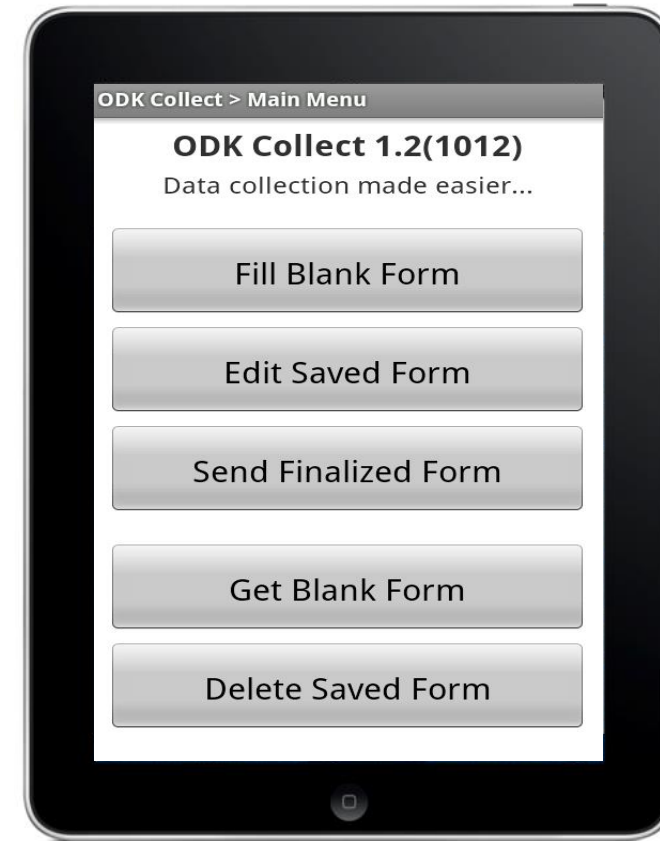 ODK Collect > Main Menu
ODK Collect 1.2(1012)
Data collection made easier...
Fill Blank Form
Edit Saved Form
Send Finalized Form
Get Blank Form
Delete Saved Form